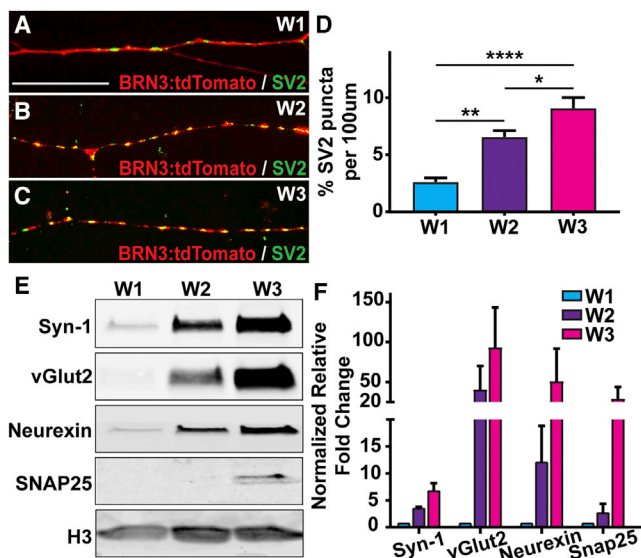 A
W1
BRN3:tdTomato / SV2
B
W2
BRN3:tdTomato / SV2
C
W3
BRN3:tdTomato / SV2
D
% SV2 puncta
per 100um
10
5
0
****
**
*
W1 W2 W3
E
W1 W2 W3
Syn-1
vGlut2
Neurexin
SNAP25
H3
F
Normalized Relative
Fold Change
150
100
50
20
15
10
5
0
W1
W2
W3
Syn-1
vGlut2
Neurexin
Snap25